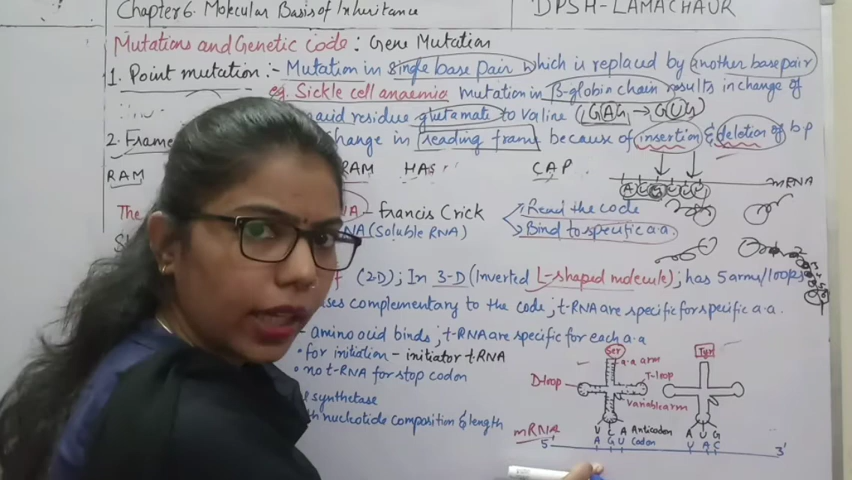 Chapter 6. Molecular Basis of Inheritance
DPSH-LAMACHAUR
Mutations and Genetic Code : Gene Mutation
1. Point mutation :- Mutation in single base pair which is replaced by another base pair
eg. Sickle cell anaemia mutation in β-globin chain results in change of
acid residue glutamate to Valine (GAG → GUG)
2. Frame change in reading frame because of insertion & deletion of bp
RAM RAM HAS CAP
mRNA
A U G U U
The A - Francis Crick Read the code
NA (Soluble RNA) Bind to specific a.a.
(2-D) ; In 3-D (Inverted L-shaped molecule) ; has 5 arms/loops
ses complementary to the code ; t-RNA are specific for specific a.a.
- amino acid binds ; t-RNA are specific for each a.a
• for initiation - initiator tRNA
• no t-RNA for stop codon
synthetase
nucleotide composition & length
Ser Tyr
a.a arm
D-loop T-loop
Variable arm
mRNA U C A Anticodon A U G
5' A G U Codon U A C 3'